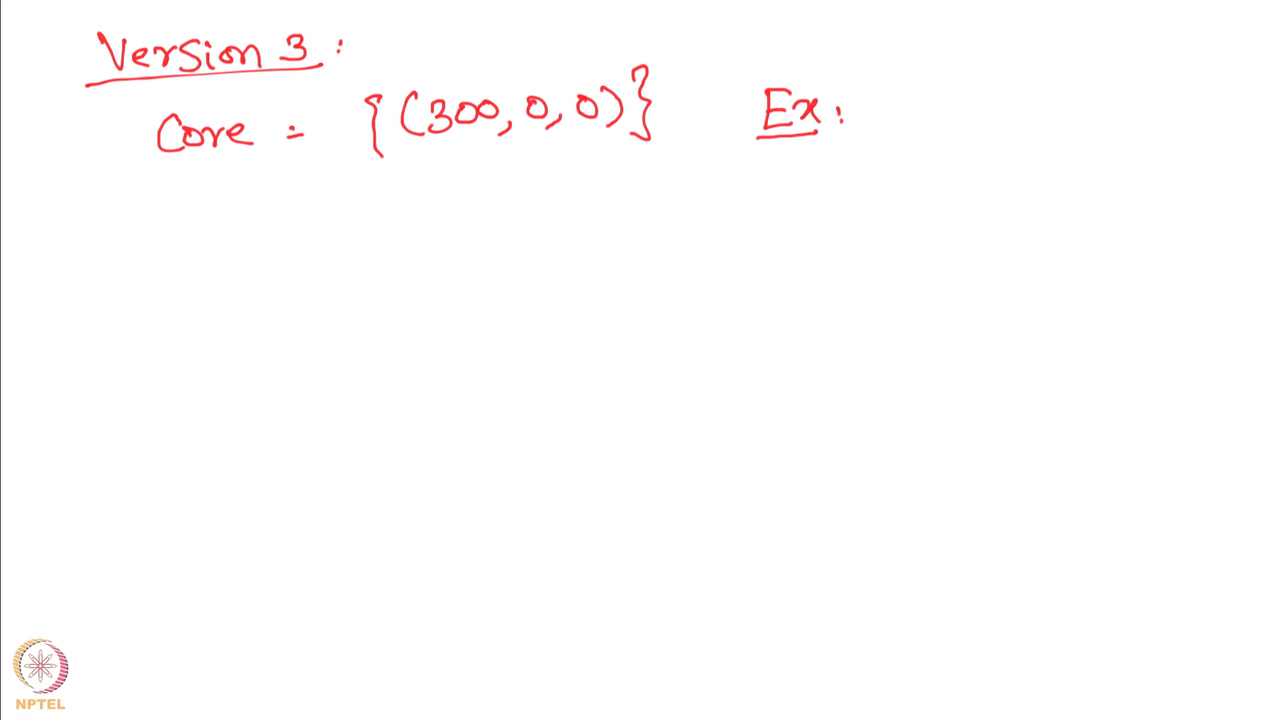 Version 3 :
Core = {(300, 0, 0)} Ex :
NPTEL